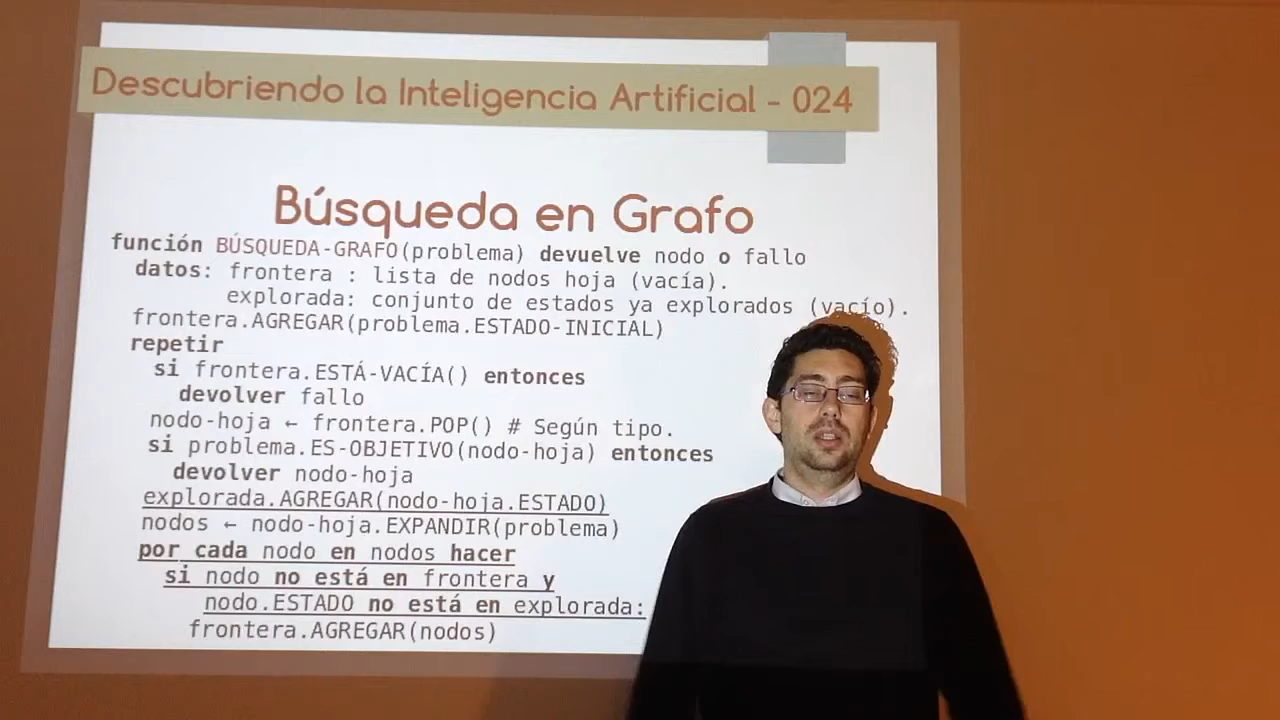 Descubriendo la Inteligencia Artificial - 024
Búsqueda en Grafo
función BÚSQUEDA-GRAFO(problema) devuelve nodo o fallo
datos: frontera : lista de nodos hoja (vacía).
explorada: conjunto de estados ya explorados (vacío).
frontera.AGREGAR(problema.ESTADO-INICIAL)
repetir
si frontera.ESTÁ-VACÍA() entonces
devolver fallo
nodo-hoja ← frontera.POP() # Según tipo.
si problema.ES-OBJETIVO(nodo-hoja) entonces
devolver nodo-hoja
explorada.AGREGAR(nodo-hoja.ESTADO)
nodos ← nodo-hoja.EXPANDIR(problema)
por cada nodo en nodos hacer
si nodo no está en frontera y
nodo.ESTADO no está en explorada:
frontera.AGREGAR(nodos)